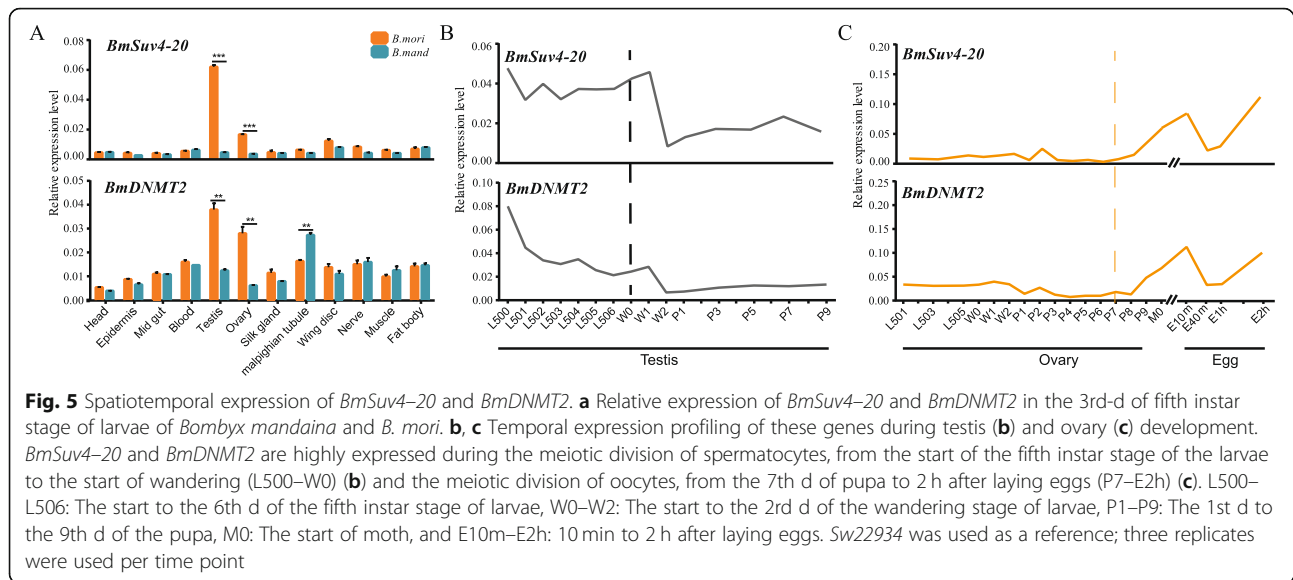 A
BmSuv4-20
B.mori
B.mand
0.08
0.06
0.04
0.02
0.00
***
***
Relative expression level
BmDNMT2
0.05
0.04
0.03
0.02
0.01
0.00
**
**
**
Head
Epidermis
Mid gut
Blood
Testis
Ovary
Silk gland
malpighian tubule
Wing disc
Nerve
Muscle
Fat body
B
BmSuv4-20
0.06
0.04
0.02
0.00
Relative expression level
BmDNMT2
0.10
0.08
0.06
0.04
0.02
0.00
L500
L501
L502
L503
L504
L505
L506
W0
W1
W2
P1
P3
P5
P7
P9
Testis
C
BmSuv4-20
0.20
0.15
0.10
0.05
0.00
Relative expression level
BmDNMT2
0.25
0.20
0.15
0.10
0.05
0.00
L501
L503
L505
W0
W1
W2
P1
P2
P3
P4
P5
P6
P7
P8
P9
M0
E10m
E40m
E1h
E2h
Ovary
Egg
Fig. 5 Spatiotemporal expression of BmSuv4–20 and BmDNMT2. a Relative expression of BmSuv4–20 and BmDNMT2 in the 3rd-d of fifth instar
stage of larvae of Bombyx mandaina and B. mori. b, c Temporal expression profiling of these genes during testis (b) and ovary (c) development.
BmSuv4–20 and BmDNMT2 are highly expressed during the meiotic division of spermatocytes, from the start of the fifth instar stage of the larvae
to the start of wandering (L500–W0) (b) and the meiotic division of oocytes, from the 7th d of pupa to 2 h after laying eggs (P7–E2h) (c). L500–
L506: The start to the 6th d of the fifth instar stage of larvae, W0–W2: The start to the 2rd d of the wandering stage of larvae, P1–P9: The 1st d to
the 9th d of the pupa, M0: The start of moth, and E10m–E2h: 10 min to 2 h after laying eggs. Sw22934 was used as a reference; three replicates
were used per time point